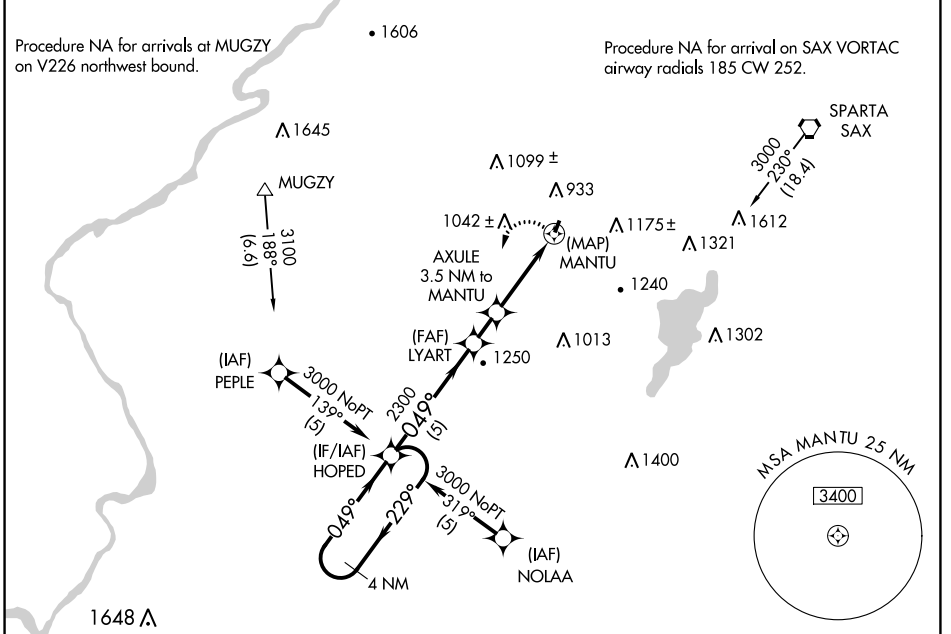 Procedure NA for arrivals at MUGZY
on V226 northwest bound.
1606
Procedure NA for arrival on SAX VORTAC
airway radials 185 CW 252.
SPARTA
SAX
3000
230°
(18.4)
1645
MUGZY
3100
188°
(6.6)
1099 ±
933
1042 ±
(MAP)
MANTU
1175 ±
1612
1321
AXULE
3.5 NM to
MANTU
1240
(FAF)
LYART
1250
1013
1302
(IAF)
PEPLE
3000 NoPT
139°
(5)
2300
049°
(5)
(IF/IAF)
HOPED
049°
229°
4 NM
3000 NoPT
319°
(5)
(IAF)
NOLAA
1400
MSA MANTU 25 NM
3400
1648